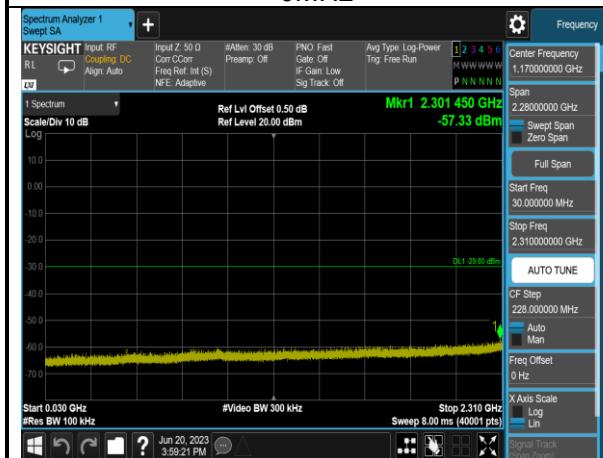 Spectrum Analyzer 1
Swept SA
+
Frequency
KEYSIGHT
RL
Input: RF
Coupling: DC
Align: Auto
Input Z: 50 Ω
Corr CCorr
Freq Ref: Int (S)
NFE: Adaptive
#Atten: 30 dB
Preamp: Off
PNO: Fast
Gate: Off
IF Gain: Low
Sig Track: Off
Avg Type: Log-Power
Trig: Free Run
1 2 3 4 5 6
M W W W W W
P N N N N N
1 Spectrum
Scale/Div 10 dB
Log
Ref Lvl Offset 0.50 dB
Ref Level 20.00 dBm
Mkr1 2.301 450 GHz
-57.33 dBm
10.0
0.00
-10.0
-20.0
-30.0
-40.0
-50.0
-60.0
-70.0
DL1 -29.80 dBm
1
Start 0.030 GHz
#Res BW 100 kHz
#Video BW 300 kHz
Stop 2.310 GHz
Sweep 8.00 ms (40001 pts)
Center Frequency
1.170000000 GHz
Span
2.28000000 GHz
Swept Span
Zero Span
Full Span
Start Freq
30.000000 MHz
Stop Freq
2.310000000 GHz
AUTO TUNE
CF Step
228.000000 MHz
Auto
Man
Freq Offset
0 Hz
X Axis Scale
Log
Lin
Signal Track
(Span Zoom)
?
Jun 20, 2023
3:59:21 PM